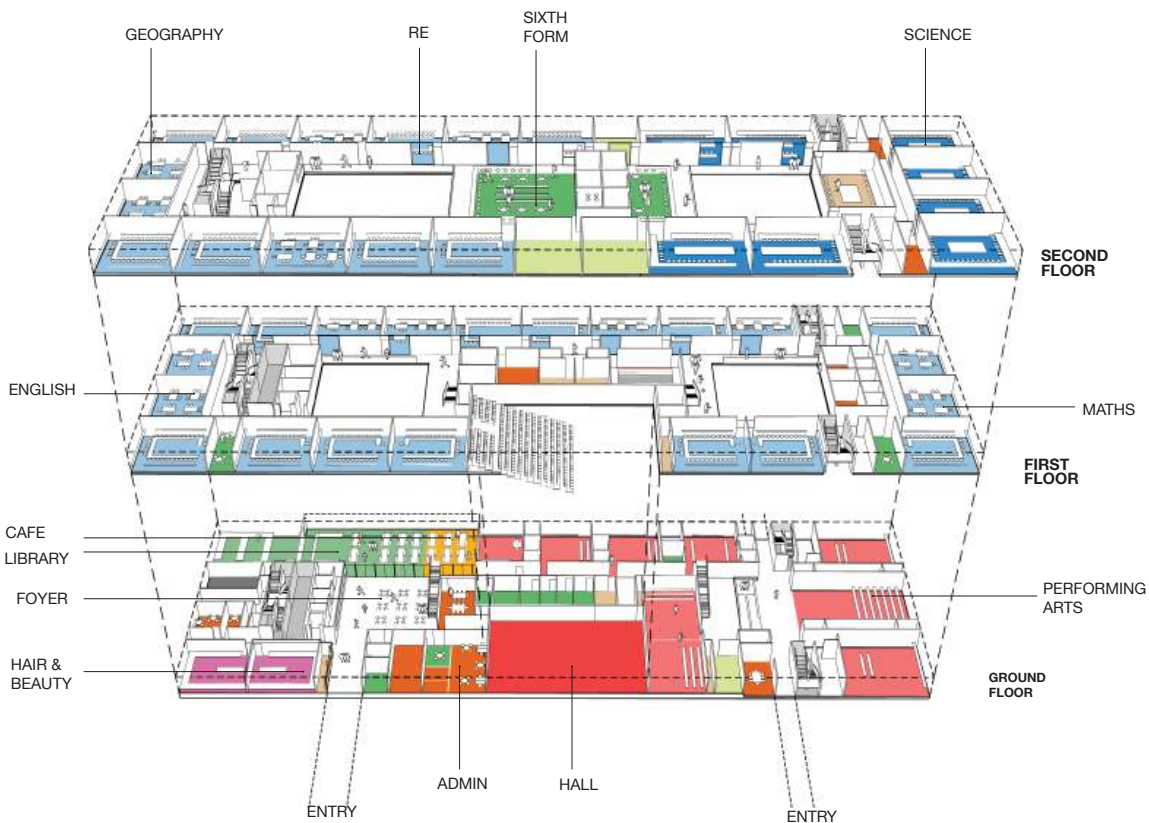 GEOGRAPHY
RE
SIXTH
FORM
SCIENCE
SECOND
FLOOR
ENGLISH
MATHS
FIRST
FLOOR
CAFE
LIBRARY
FOYER
PERFORMING
ARTS
HAIR &
BEAUTY
GROUND
FLOOR
ADMIN
HALL
ENTRY
ENTRY